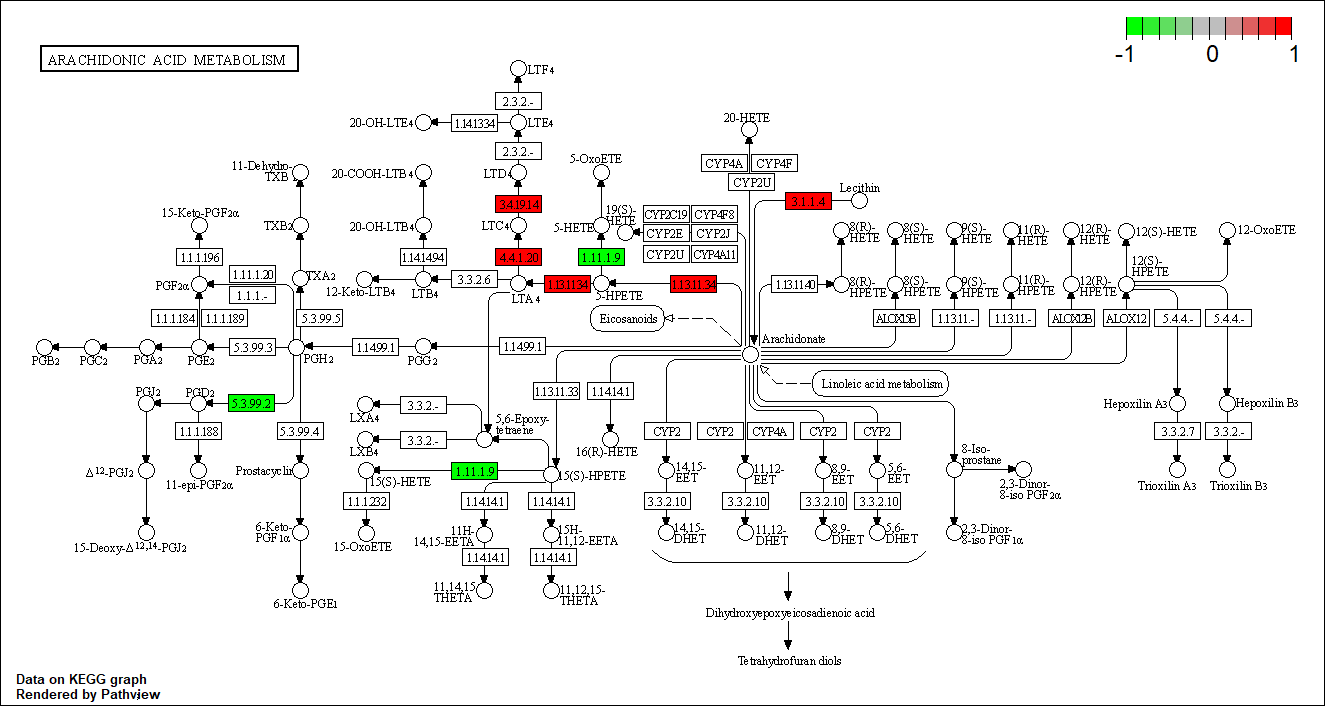 -1 0 1
ARACHIDONIC ACID METABOLISM
LTF4
2.3.2.-
20-OH-LTE4
1.14.13.34
LTE4
2.3.2.-
20-HETE
CYP4A
CYP4F
CYP2U
11-Dehydro-
TXB2
20-COOH-LTB4
LTD4
5-OxoETE
3.4.19.14
3.1.1.4
Lecithin
15-Keto-PGF2α
TXB2
20-OH-LTB4
LTC4
5-HETE
19(S)-
HETE
CYP2C19
CYP4F8
CYP2E
CYP2J
CYP2U
CYP4A11
8(R)-
HETE
8(S)-
HETE
9(S)-
HETE
11(R)-
HETE
12(R)-
HETE
12(S)-HETE
12-OxoETE
1.1.1.196
1.14.14.94
4.4.1.20
1.11.1.9
1.1.1.20
1.1.1.-
PGF2α
TXA2
12-Keto-LTB4
LTB4
3.3.2.6
LTA4
1.13.11.34
5-HPETE
1.13.11.34
1.13.11.40
8(R)-
HPETE
8(S)-
HPETE
9(S)-
HPETE
11(R)-
HPETE
12(R)-
HPETE
12(S)-
HPETE
1.1.1.184
1.1.1.189
5.3.99.5
Eicosanoids
ALOX15B
1.13.11.-
1.13.11.-
ALOX12B
ALOX12
5.4.4.-
5.4.4.-
PGB2
PGC2
PGA2
PGE2
5.3.99.3
PGH2
1.14.99.1
PGG2
1.14.99.1
Arachidonate
Linoleic acid metabolism
PGJ2
PGD2
5.3.99.2
1.13.11.33
1.14.14.1
LXA4
3.3.2.-
5,6-Epoxy-
tetraene
Hepoxilin A3
Hepoxilin B3
1.1.1.188
5.3.99.4
LXB4
3.3.2.-
16(R)-HETE
CYP2
CYP2
CYP4A
CYP2
CYP2
3.3.2.7
3.3.2.-
Δ12-PGJ2
11-epi-PGF2α
Prostacyclin
15(S)-HETE
1.11.1.9
15(S)-HPETE
14,15-
EET
11,12-
EET
8,9-
EET
5,6-
EET
8-Iso-
prostane
2,3-Dinor-
8-iso PGF2α
Trioxilin A3
Trioxilin B3
1.1.1.232
1.14.14.1
1.14.14.1
3.3.2.10
3.3.2.10
3.3.2.10
3.3.2.10
15-Deoxy-Δ12,14-PGJ2
6-Keto-
PGF1α
15-OxoETE
11H-
14,15-EETA
15H-
11,12-EETA
14,15-
DHET
11,12-
DHET
8,9-
DHET
5,6-
DHET
2,3-Dinor-
8-iso PGF1α
1.14.14.1
1.14.14.1
6-Keto-PGE1
11,14,15-
THETA
11,12,15-
THETA
Dihydroxyepoxyeicosadienoic acid
Tetrahydrofuran diols
Data on KEGG graph
Rendered by Pathview